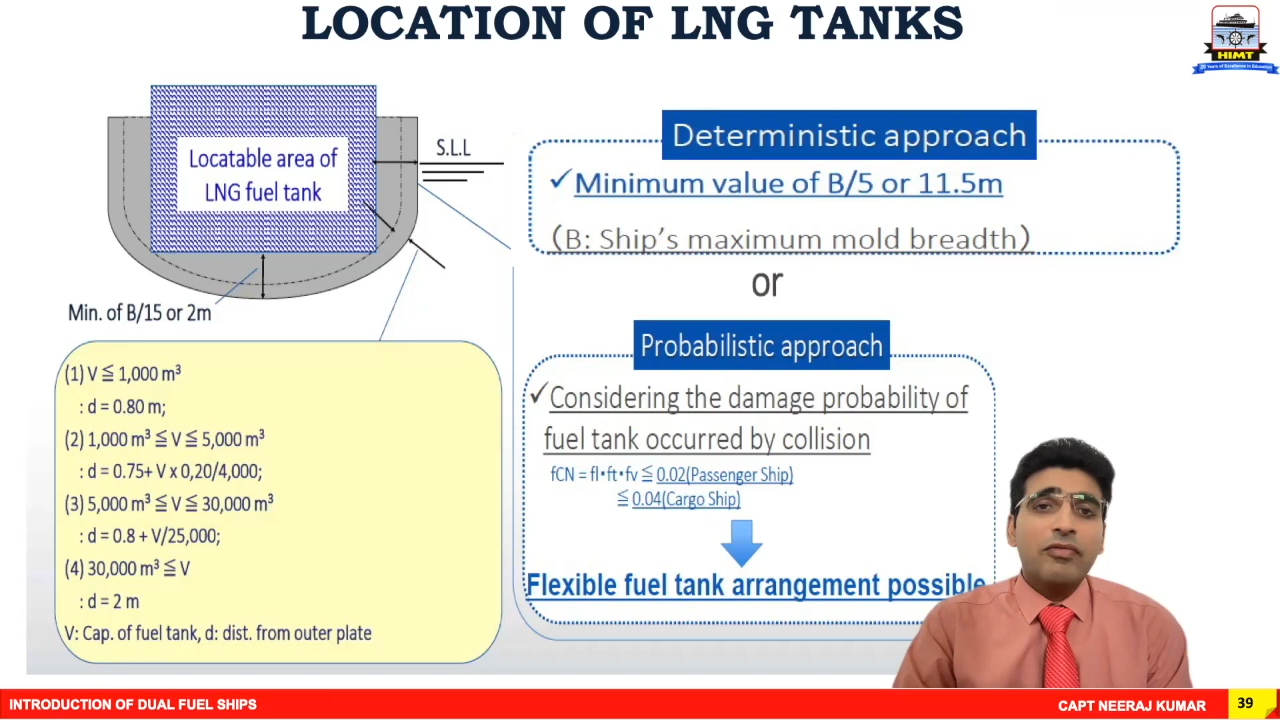 LOCATION OF LNG TANKS
HIMT
Locatable area of
LNG fuel tank
S.L.L
Min. of B/15 or 2m
(1) V ≦ 1,000 m³
: d = 0.80 m;
(2) 1,000 m³ ≦ V ≦ 5,000 m³
: d = 0.75+ V x 0,20/4,000;
(3) 5,000 m³ ≦ V ≦ 30,000 m³
: d = 0.8 + V/25,000;
(4) 30,000 m³ ≦ V
: d = 2 m
V: Cap. of fuel tank, d: dist. from outer plate
Deterministic approach
✓Minimum value of B/5 or 11.5m
(B: Ship's maximum mold breadth)
or
Probabilistic approach
✓Considering the damage probability of
fuel tank occurred by collision
fCN = fl・ft・fv ≦ 0.02(Passenger Ship)
≦ 0.04(Cargo Ship)
Flexible fuel tank arrangement possible
INTRODUCTION OF DUAL FUEL SHIPS
CAPT NEERAJ KUMAR
39